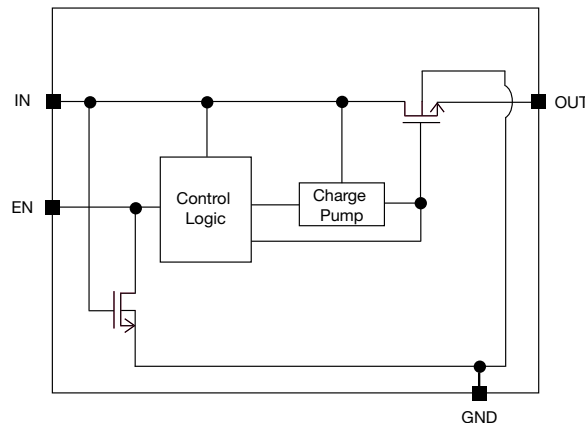 IN
OUT
EN
Control
Logic
Charge
Pump
GND